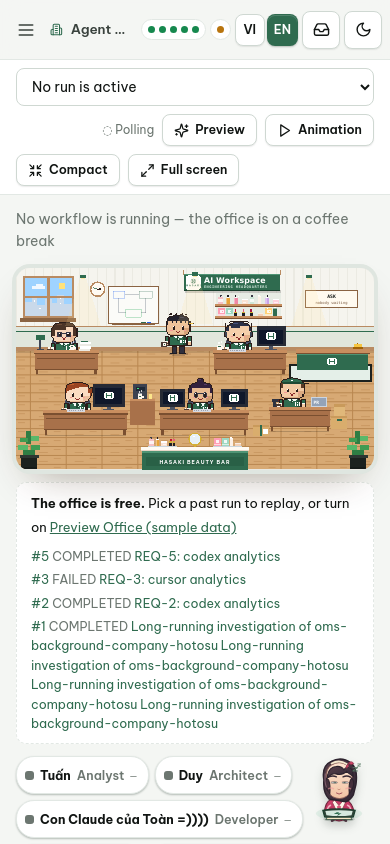 Agent ...
VI
EN
No run is active
Polling
Preview
Animation
Compact
Full screen
No workflow is running — the office is on a coffee
break
AI Workspace
ENGINEERING HEADQUARTERS
ASK
nobody waiting
HASAKI BEAUTY BAR
The office is free. Pick a past run to replay, or turn
on Preview Office (sample data)
#5 COMPLETED REQ-5: codex analytics
#3 FAILED REQ-3: cursor analytics
#2 COMPLETED REQ-2: codex analytics
#1 COMPLETED Long-running investigation of oms-
background-company-hotosu Long-running
investigation of oms-background-company-hotosu
Long-running investigation of oms-background-
company-hotosu Long-running investigation of oms-
background-company-hotosu
Tuấn Analyst –
Duy Architect –
Con Claude của Toàn =)))) Developer –